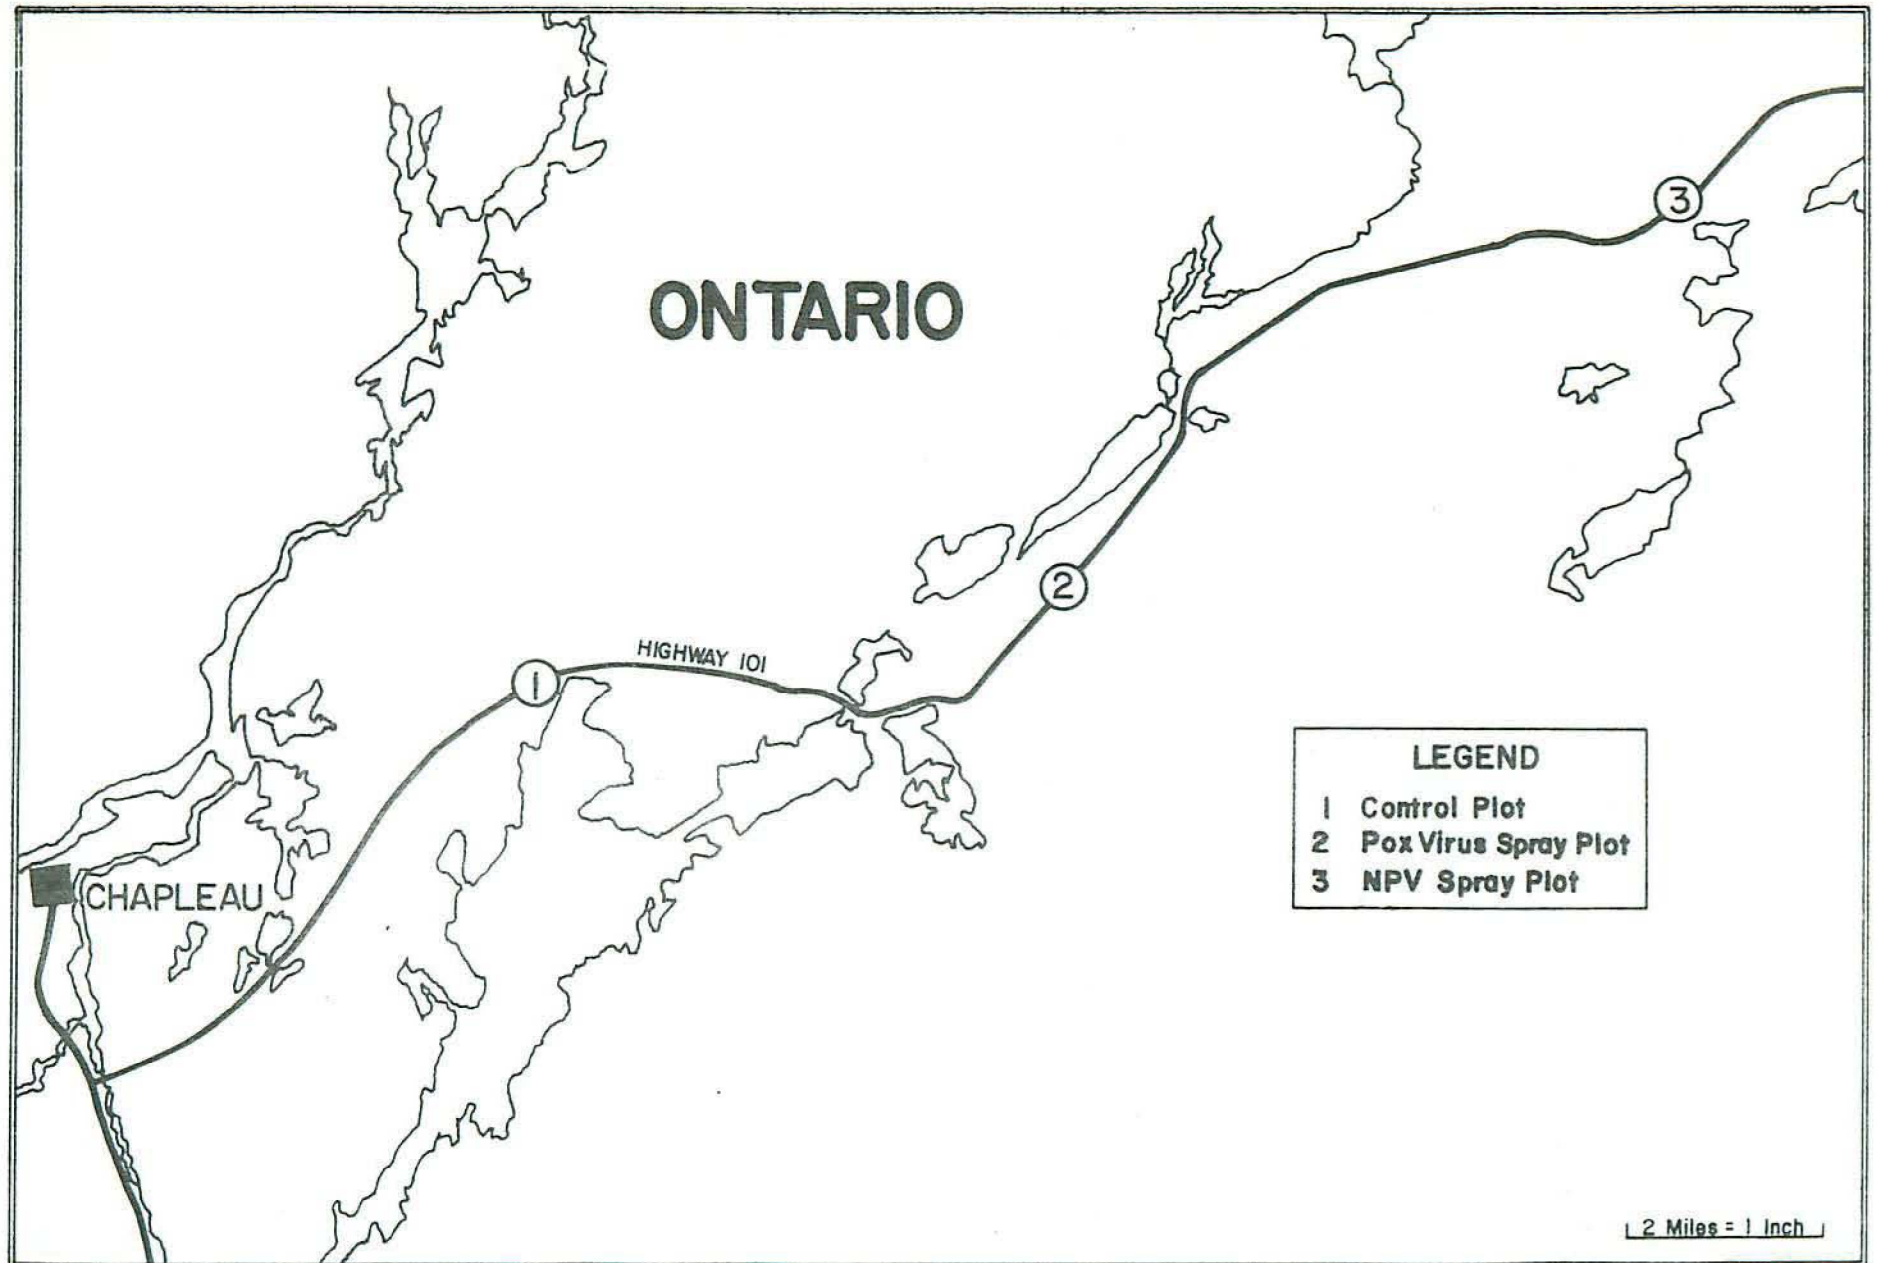 ONTARIO
3
2
1
HIGHWAY 101
CHAPLEAU
LEGEND
1 Control Plot
2 Pox Virus Spray Plot
3 NPV Spray Plot
2 Miles = 1 Inch